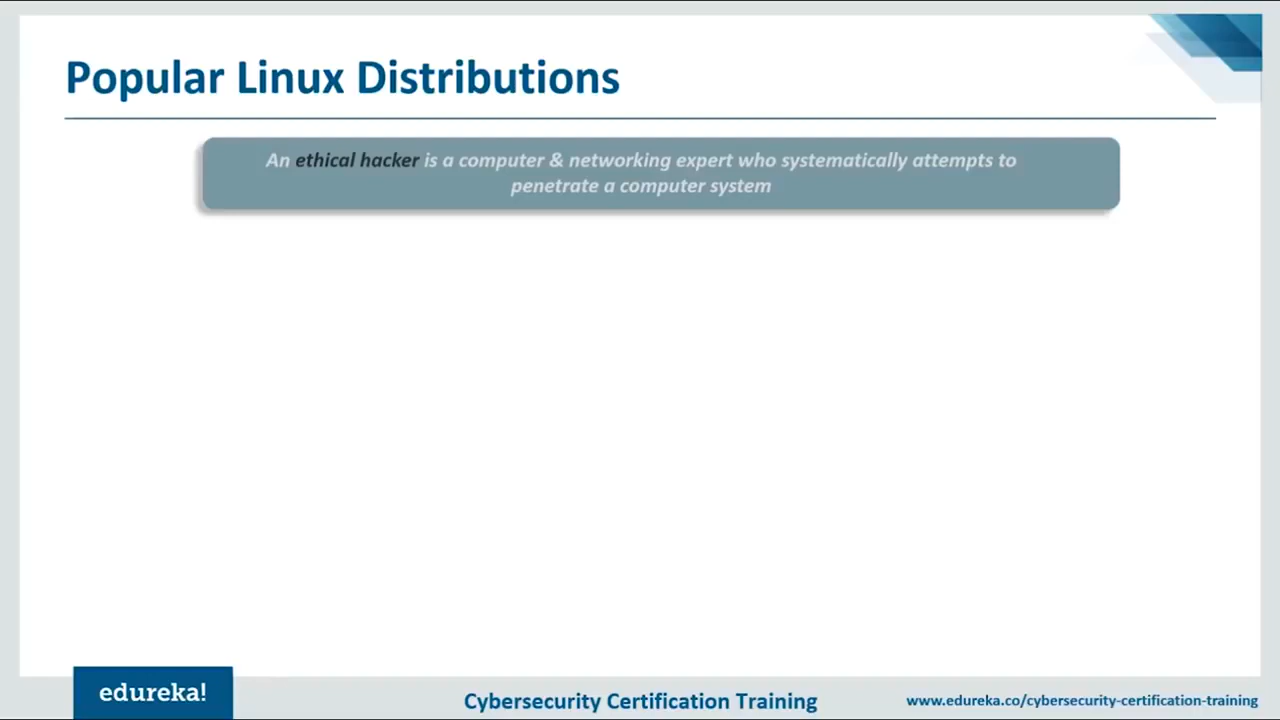 Popular Linux Distributions
An ethical hacker is a computer & networking expert who systematically attempts to
penetrate a computer system
edureka!
Cybersecurity Certification Training
www.edureka.co/cybersecurity-certification-training